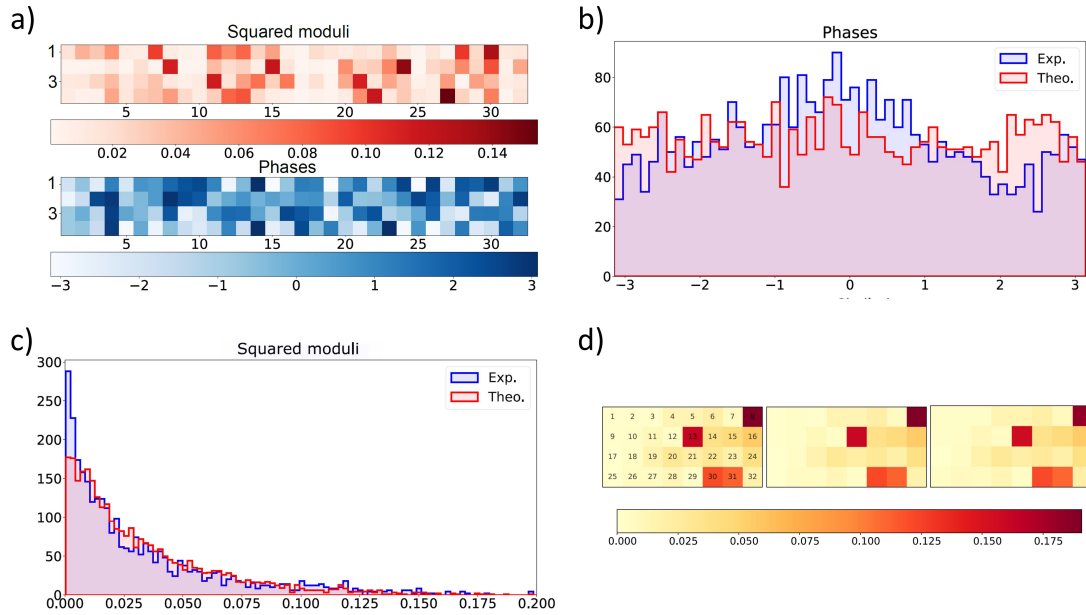 a)
Squared moduli
1
3
5 10 15 20 25 30
0.02 0.04 0.06 0.08 0.10 0.12 0.14
Phases
1
3
5 10 15 20 25 30
−3 −2 −1 0 1 2 3
b)
Phases
Exp.
Theo.
80
60
40
20
0
−3 −2 −1 0 1 2 3
c)
Squared moduli
Exp.
Theo.
300
250
200
150
100
50
0
0.000 0.025 0.050 0.075 0.100 0.125 0.150 0.175 0.200
d)
1 2 3 4 5 6 7 8
9 10 11 12 13 14 15 16
17 18 19 20 21 22 23 24
25 26 27 28 29 30 31 32
0.000 0.025 0.050 0.075 0.100 0.125 0.150 0.175